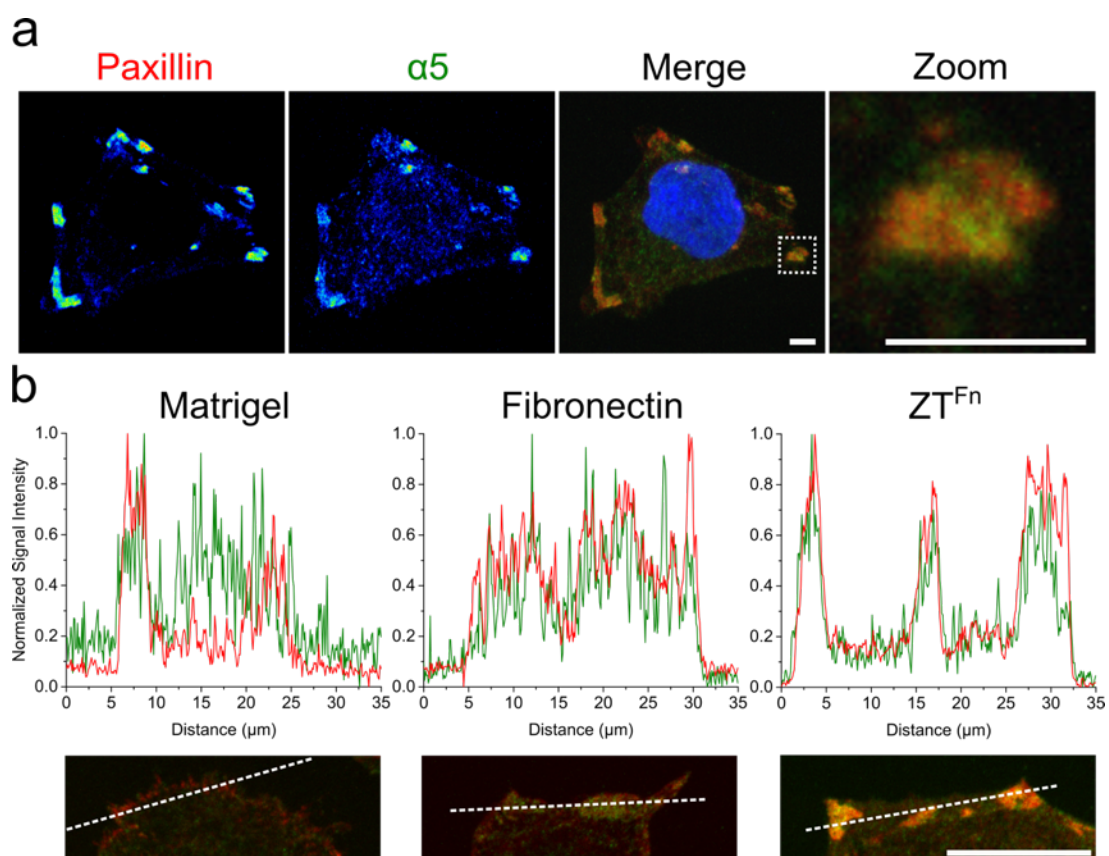 a
Paxillin α5 Merge Zoom
b
Matrigel Fibronectin ZTFn
Normalized Signal Intensity
1.0 1.0 1.0
0.8 0.8 0.8
0.6 0.6 0.6
0.4 0.4 0.4
0.2 0.2 0.2
0.0 0.0 0.0
0 5 10 15 20 25 30 35 0 5 10 15 20 25 30 35 0 5 10 15 20 25 30 35
Distance (µm) Distance (µm) Distance (µm)